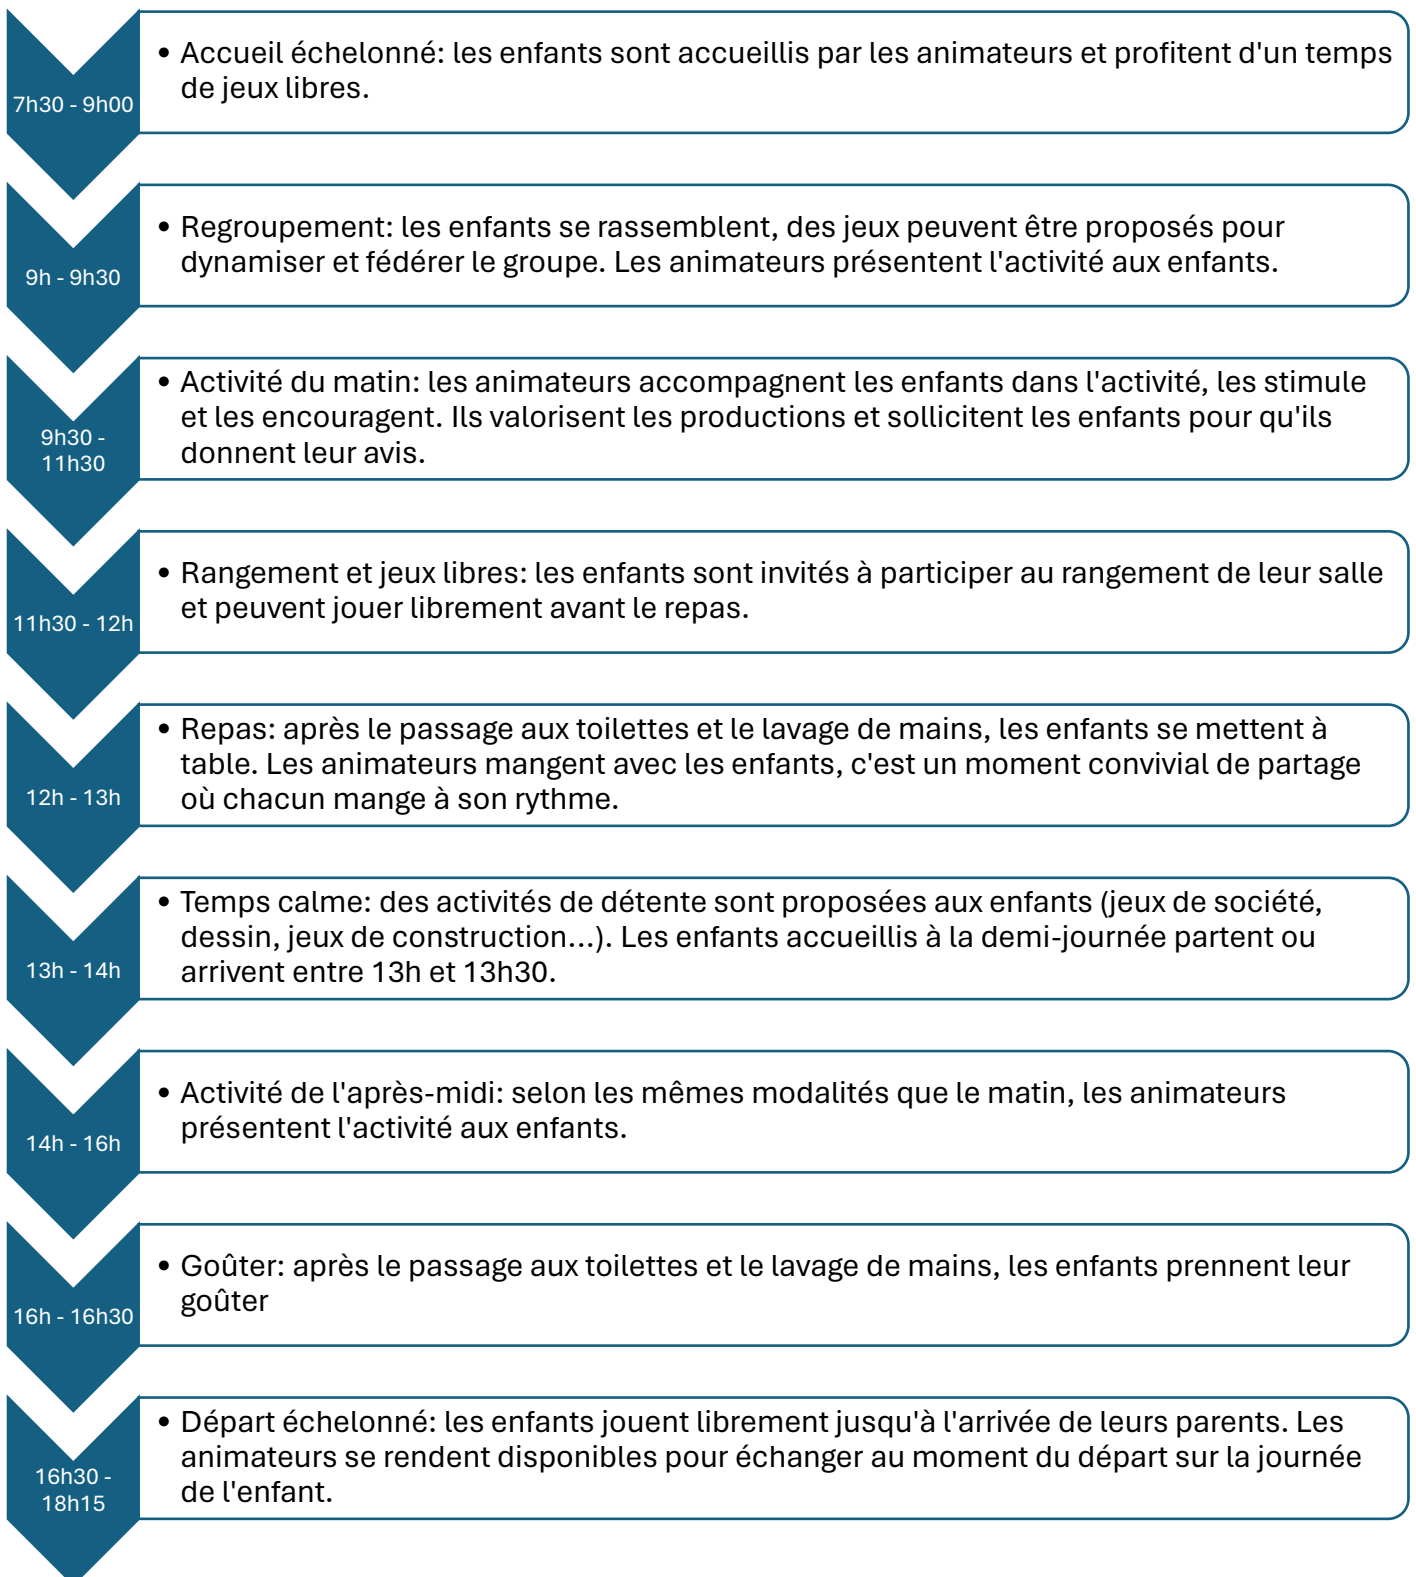 7h30 - 9h00
• Accueil échelonné: les enfants sont accueillis par les animateurs et profitent d'un temps
de jeux libres.
9h - 9h30
• Regroupement: les enfants se rassemblent, des jeux peuvent être proposés pour
dynamiser et fédérer le groupe. Les animateurs présentent l'activité aux enfants.
9h30 -
11h30
• Activité du matin: les animateurs accompagnent les enfants dans l'activité, les stimule
et les encouragent. Ils valorisent les productions et sollicitent les enfants pour qu'ils
donnent leur avis.
11h30 - 12h
• Rangement et jeux libres: les enfants sont invités à participer au rangement de leur salle
et peuvent jouer librement avant le repas.
12h - 13h
• Repas: après le passage aux toilettes et le lavage de mains, les enfants se mettent à
table. Les animateurs mangent avec les enfants, c'est un moment convivial de partage
où chacun mange à son rythme.
13h - 14h
• Temps calme: des activités de détente sont proposées aux enfants (jeux de société,
dessin, jeux de construction...). Les enfants accueillis à la demi-journée partent ou
arrivent entre 13h et 13h30.
14h - 16h
• Activité de l'après-midi: selon les mêmes modalités que le matin, les animateurs
présentent l'activité aux enfants.
16h - 16h30
• Goûter: après le passage aux toilettes et le lavage de mains, les enfants prennent leur
goûter
16h30 -
18h15
• Départ échelonné: les enfants jouent librement jusqu'à l'arrivée de leurs parents. Les
animateurs se rendent disponibles pour échanger au moment du départ sur la journée
de l'enfant.